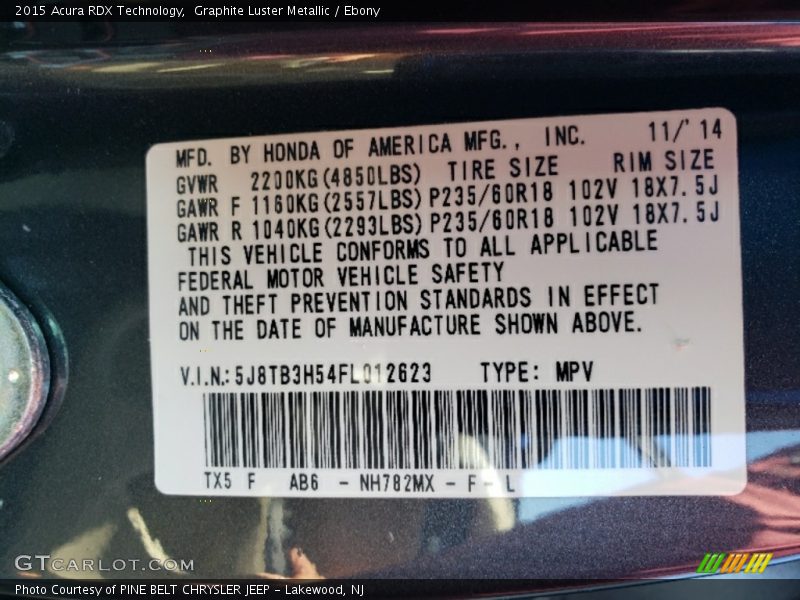 2015 Acura RDX Technology, Graphite Luster Metallic / Ebony
MFD. BY HONDA OF AMERICA MFG., INC. 11/'14
GVWR 2200KG(4850LBS) TIRE SIZE RIM SIZE
GAWR F 1160KG(2557LBS) P235/60R18 102V 18X7.5J
GAWR R 1040KG(2293LBS) P235/60R18 102V 18X7.5J
THIS VEHICLE CONFORMS TO ALL APPLICABLE
FEDERAL MOTOR VEHICLE SAFETY
AND THEFT PREVENTION STANDARDS IN EFFECT
ON THE DATE OF MANUFACTURE SHOWN ABOVE.
V.I.N.: 5J8TB3H54FL012623 TYPE: MPV
TX5 F AB6 - NH782MX - F - L
GTCARLOT.COM
Photo Courtesy of PINE BELT CHRYSLER JEEP - Lakewood, NJ